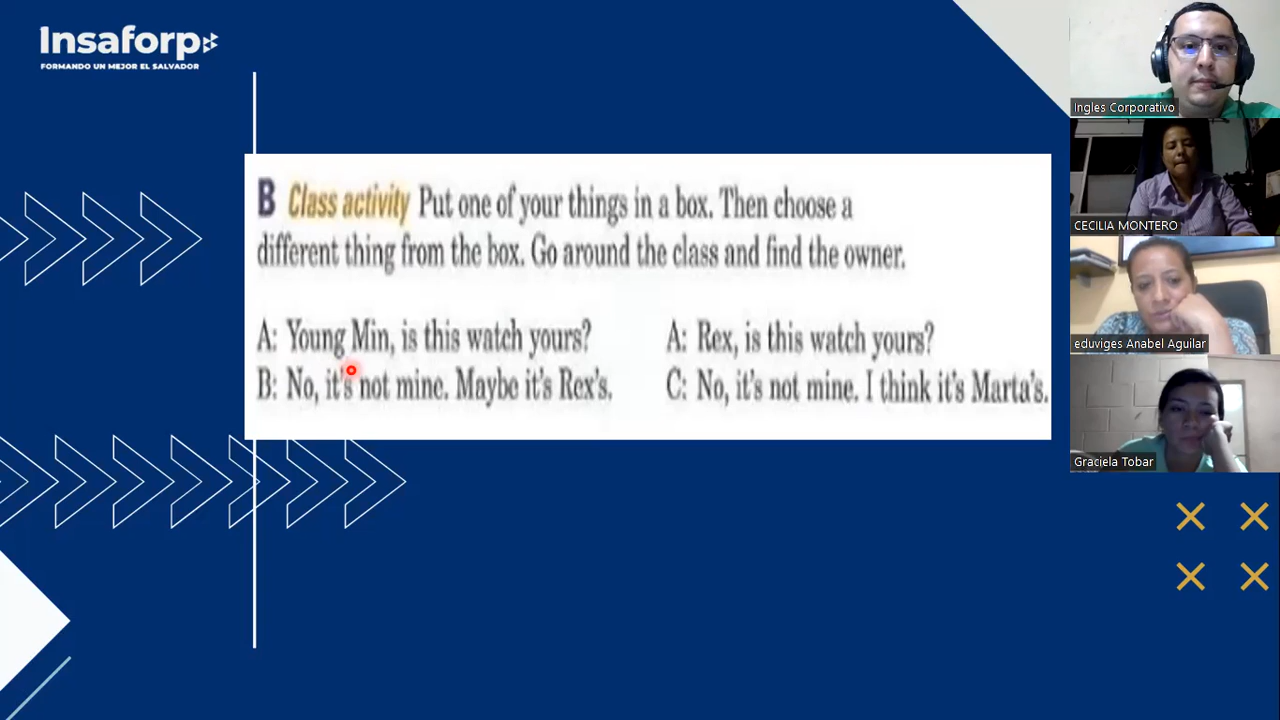 Insaforp
FORMANDO UN MEJOR EL SALVADOR
B Class activity Put one of your things in a box. Then choose a
different thing from the box. Go around the class and find the owner.
A: Young Min, is this watch yours?
B: No, it's not mine. Maybe it's Rex's.
A: Rex, is this watch yours?
C: No, it's not mine. I think it's Marta's.
Ingles Corporativo
CECILIA MONTERO
eduviges Anabel Aguilar
Graciela Tobar